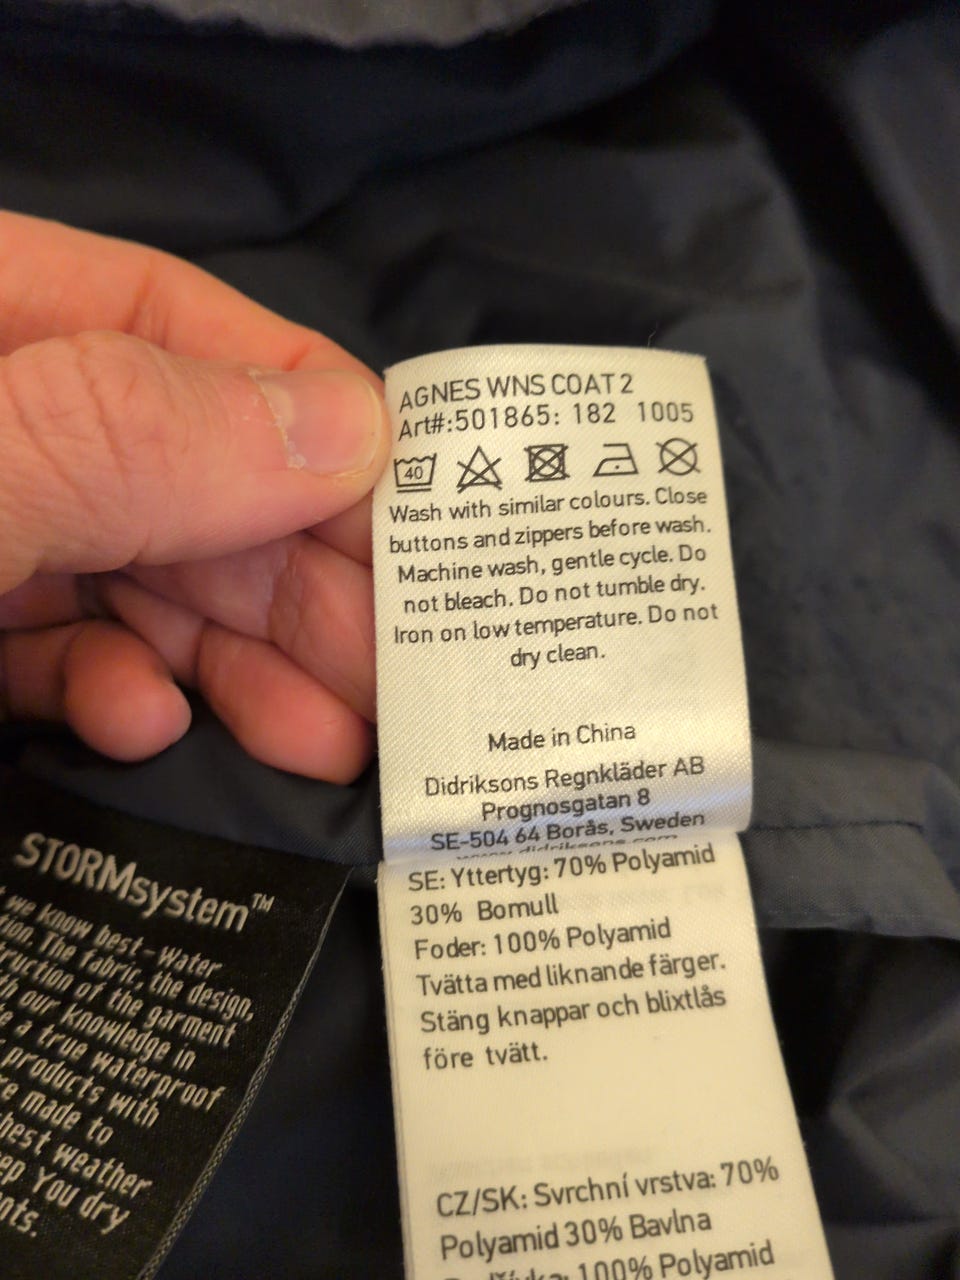 AGNES WNS COAT 2
Art#:501865: 182 1005
40
Wash with similar colours. Close
buttons and zippers before wash.
Machine wash, gentle cycle. Do
not bleach. Do not tumble dry.
Iron on low temperature. Do not
dry clean.
Made in China
Didriksons Regnkläder AB
Prognosgatan 8
SE-504 64 Borås, Sweden
SE: Yttertyg: 70% Polyamid
30% Bomull
Foder: 100% Polyamid
Tvätta med liknande färger.
Stäng knappar och blixtlås
före tvätt.
CZ/SK: Svrchní vrstva: 70%
Polyamid 30% Bavlna
100% Polyamid
STORMsystem™
we know best–Water
The fabric, the design,
of the garment
our knowledge in
a true waterproof
products with
made to
weather
You dry